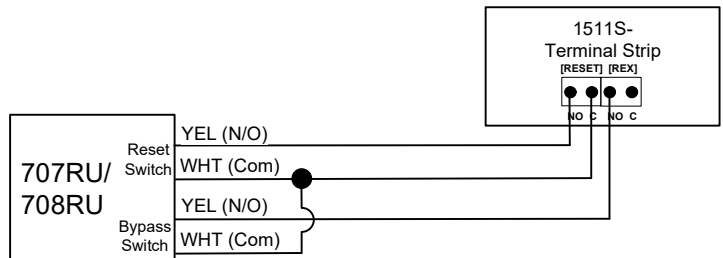 1511S-
Terminal Strip
[RESET] [REX]
NO C NO C
YEL (N/O)
Reset
Switch
WHT (Com)
707RU/
708RU
YEL (N/O)
Bypass
Switch
WHT (Com)